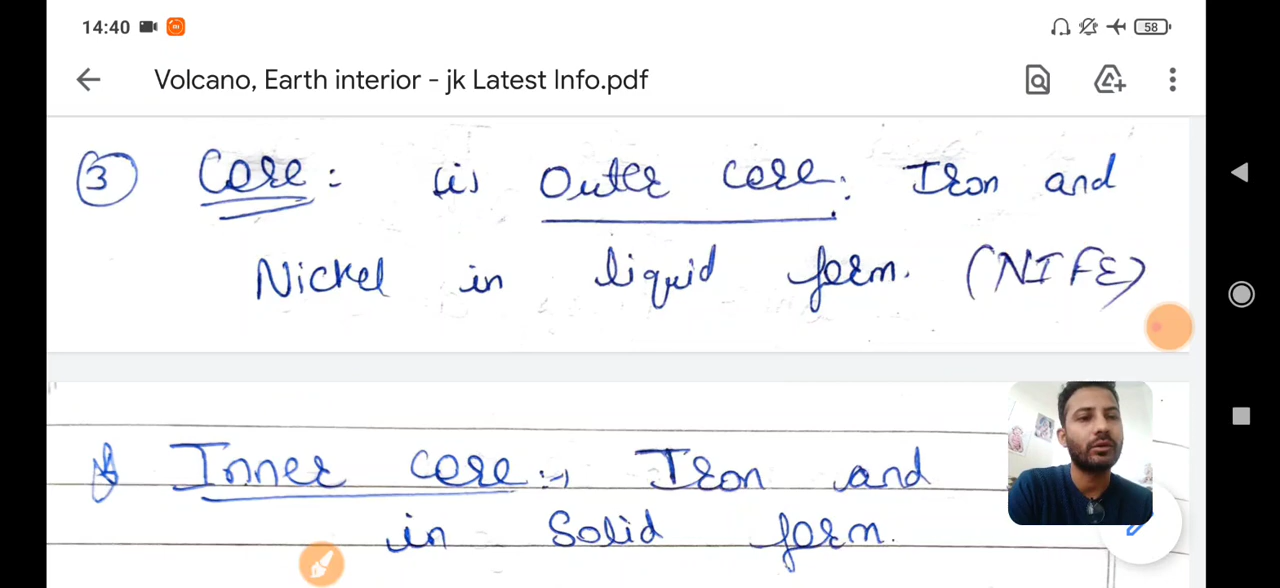 14:40
58
Volcano, Earth interior - jk Latest Info.pdf
3 Core: (i) Outer core: Iron and
Nickel in liquid form. (NIFE)
Inner core:- Iron and
in Solid form.